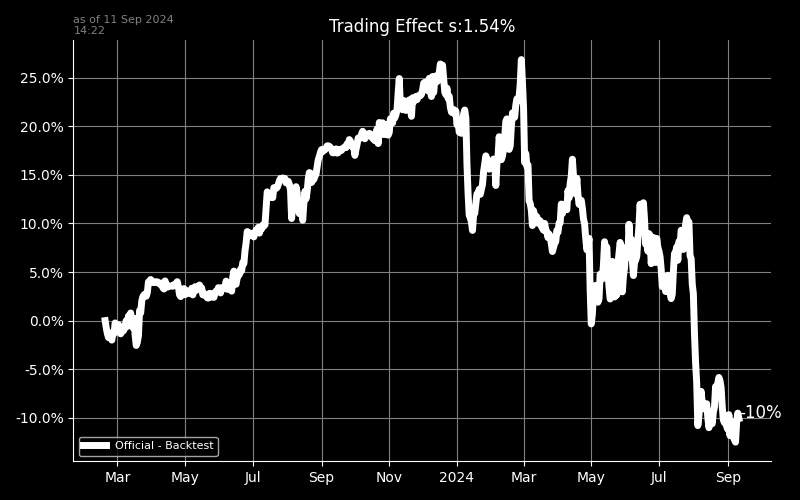 as of 11 Sep 2024
14:22
Trading Effect s:1.54%
25.0%
20.0%
15.0%
10.0%
5.0%
0.0%
-5.0%
-10.0%
-10%
Official - Backtest
Mar May Jul Sep Nov 2024 Mar May Jul Sep